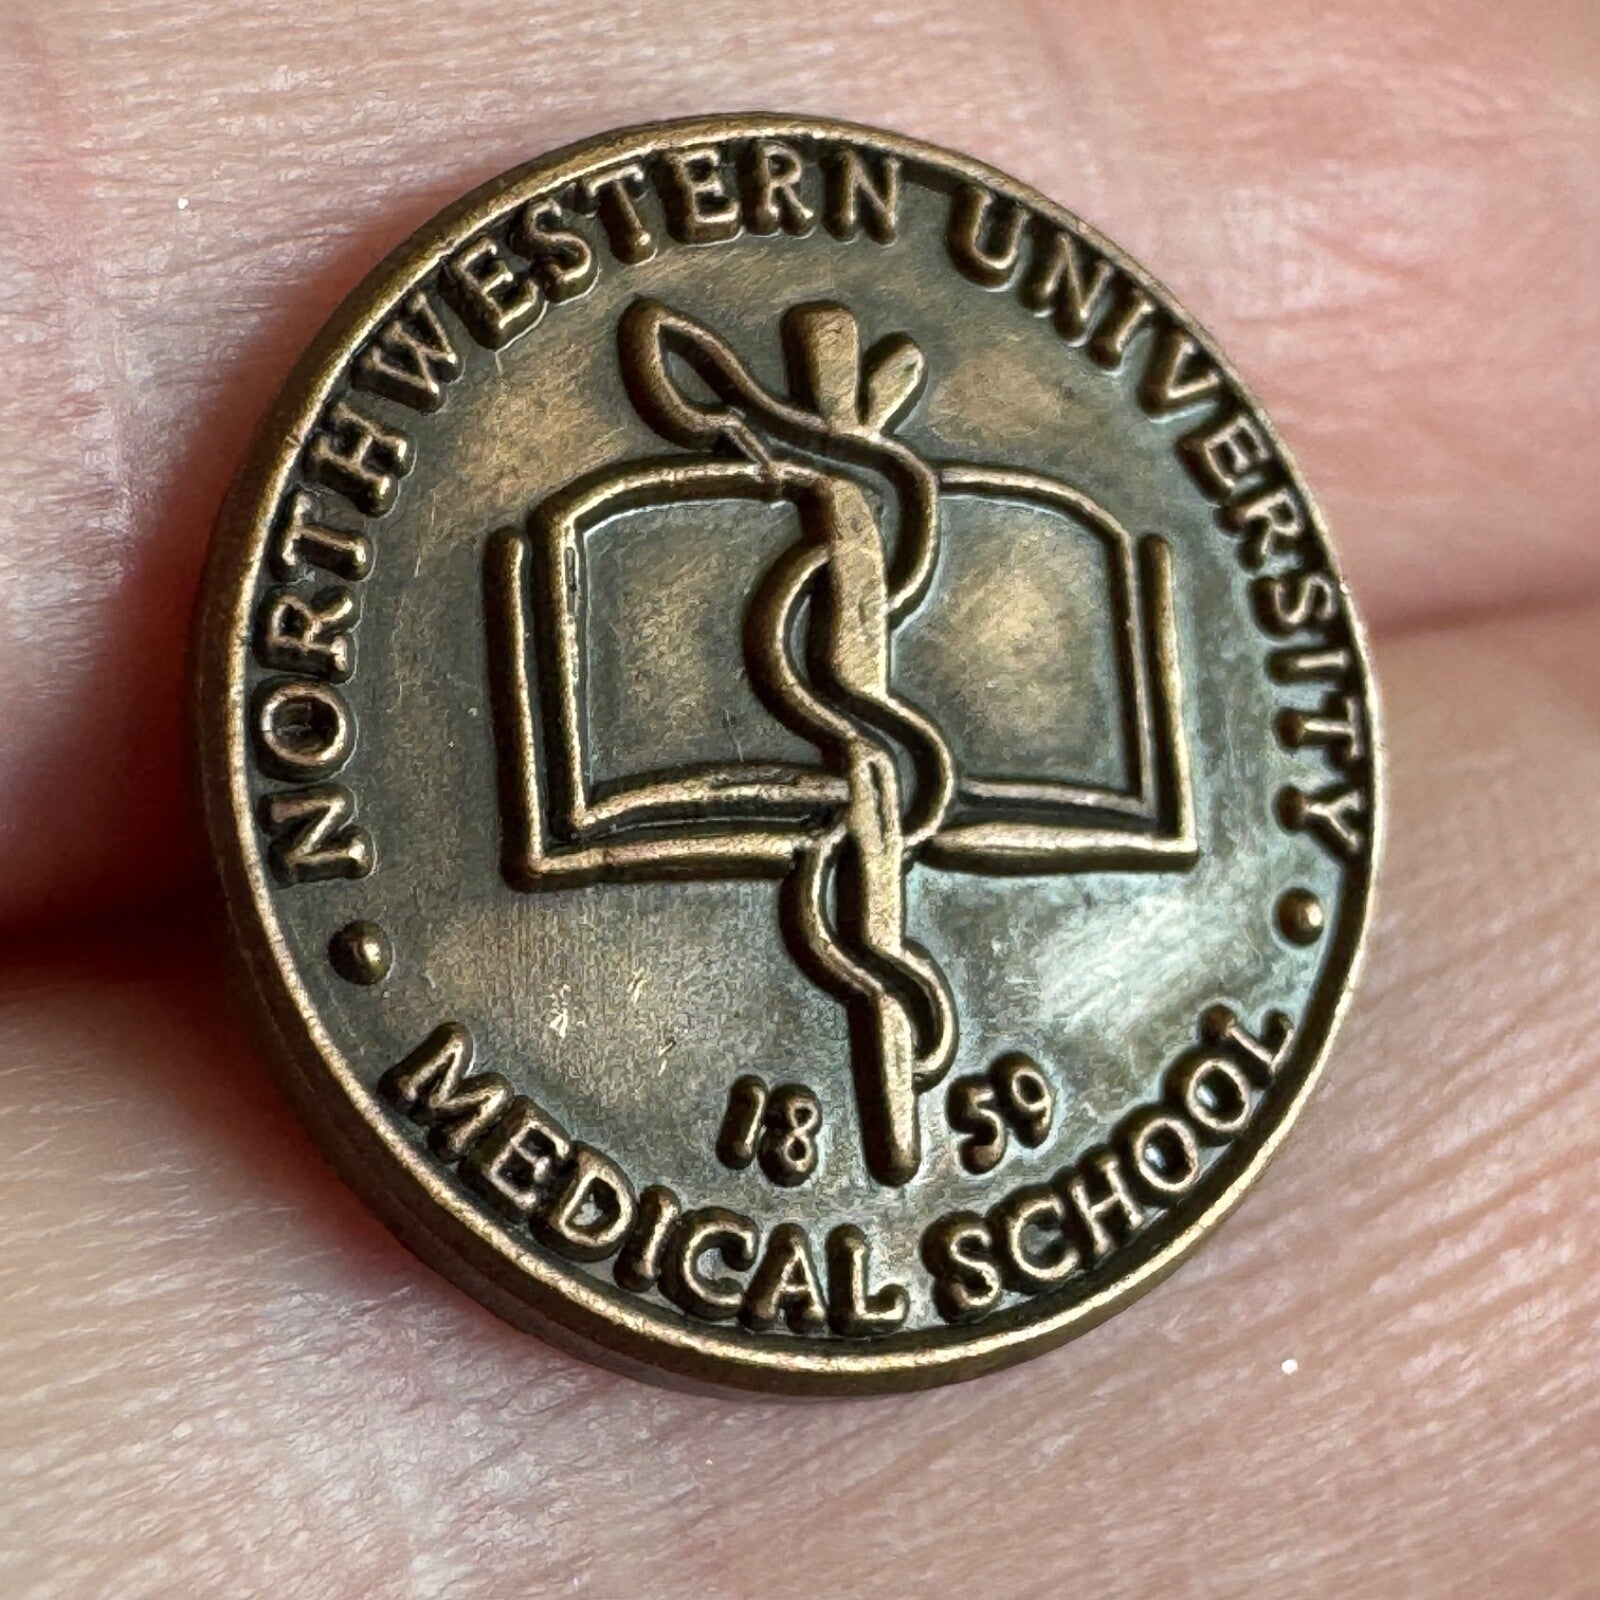 NORTHWESTERN UNIVERSITY
18 59
MEDICAL SCHOOL